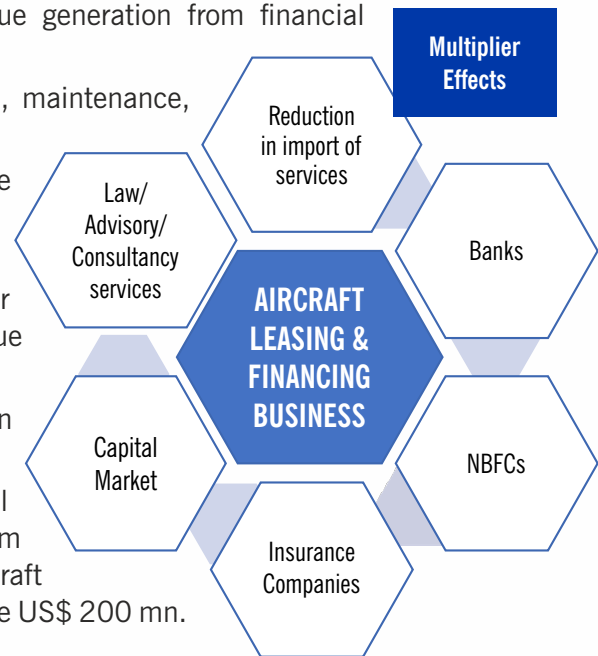 ue generation from financial
, maintenance,
e
r
ue
n
l
m
raft
e US$ 200 mn.
Multiplier
Effects
Reduction
in import of
services
Law/
Advisory/
Consultancy
services
Banks
AIRCRAFT
LEASING &
FINANCING
BUSINESS
Capital
Market
NBFCs
Insurance
Companies